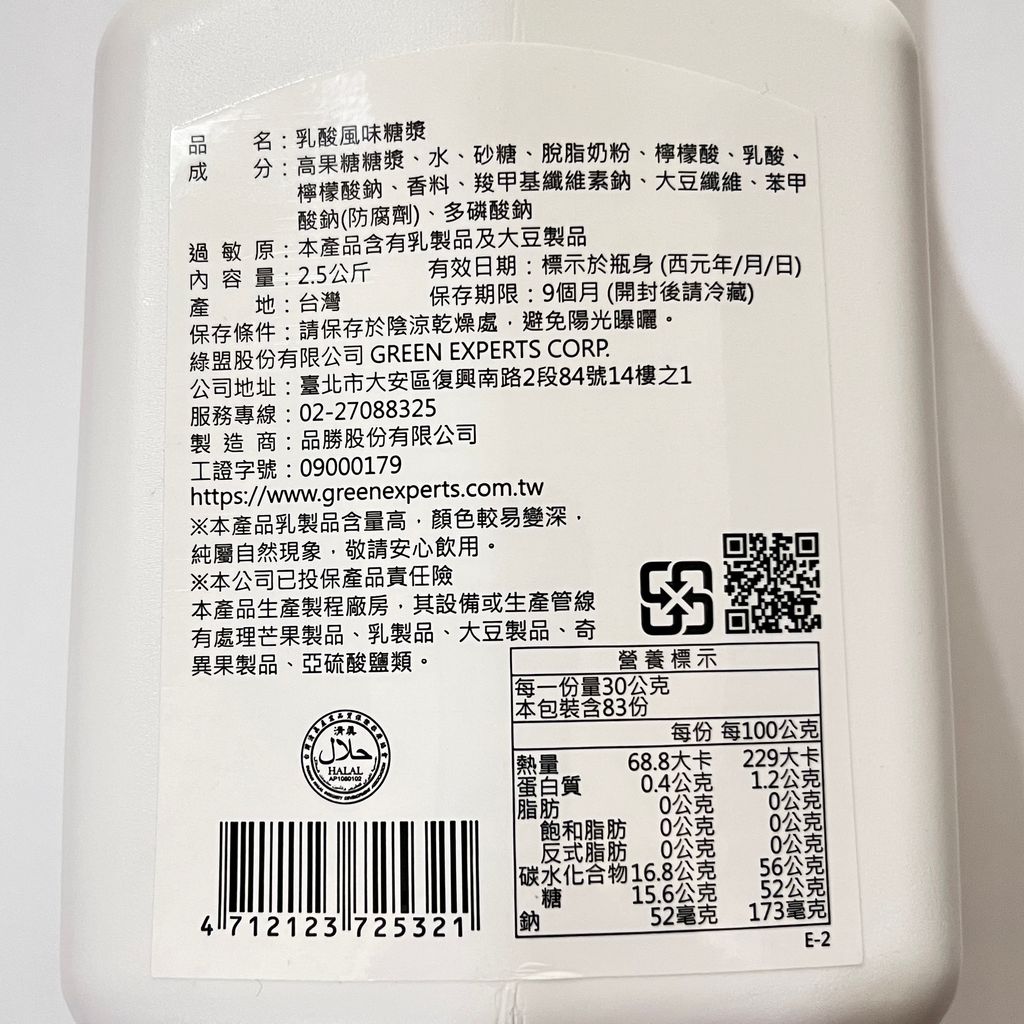 品名：乳酸風味糖漿
成分：高果糖糖漿、水、砂糖、脫脂奶粉、檸檬酸、乳酸、
檸檬酸鈉、香料、羧甲基纖維素鈉、大豆纖維、苯甲
酸鈉(防腐劑)、多磷酸鈉
過敏原：本產品含有乳製品及大豆製品
內容量：2.5公斤 有效日期：標示於瓶身 (西元年/月/日)
產地：台灣 保存期限：9個月 (開封後請冷藏)
保存條件：請保存於陰涼乾燥處，避免陽光曝曬。
綠盟股份有限公司 GREEN EXPERTS CORP.
公司地址：臺北市大安區復興南路2段84號14樓之1
服務專線：02-27088325
製造商：品勝股份有限公司
工證字號：09000179
https://www.greenexperts.com.tw
※本產品乳製品含量高，顏色較易變深，
純屬自然現象，敬請安心飲用。
※本公司已投保產品責任險
本產品生產製程廠房，其設備或生產管線
有處理芒果製品、乳製品、大豆製品、奇
異果製品、亞硫酸鹽類。
營養標示
每一份量30公克
本包裝含83份
每份 每100公克
熱量 68.8大卡 229大卡
蛋白質 0.4公克 1.2公克
脂肪 0公克 0公克
飽和脂肪 0公克 0公克
反式脂肪 0公克 0公克
碳水化合物 16.8公克 56公克
糖 15.6公克 52公克
鈉 52毫克 173毫克
E-2
清真
حلال
HALAL
AP1080102
4 712123 725321